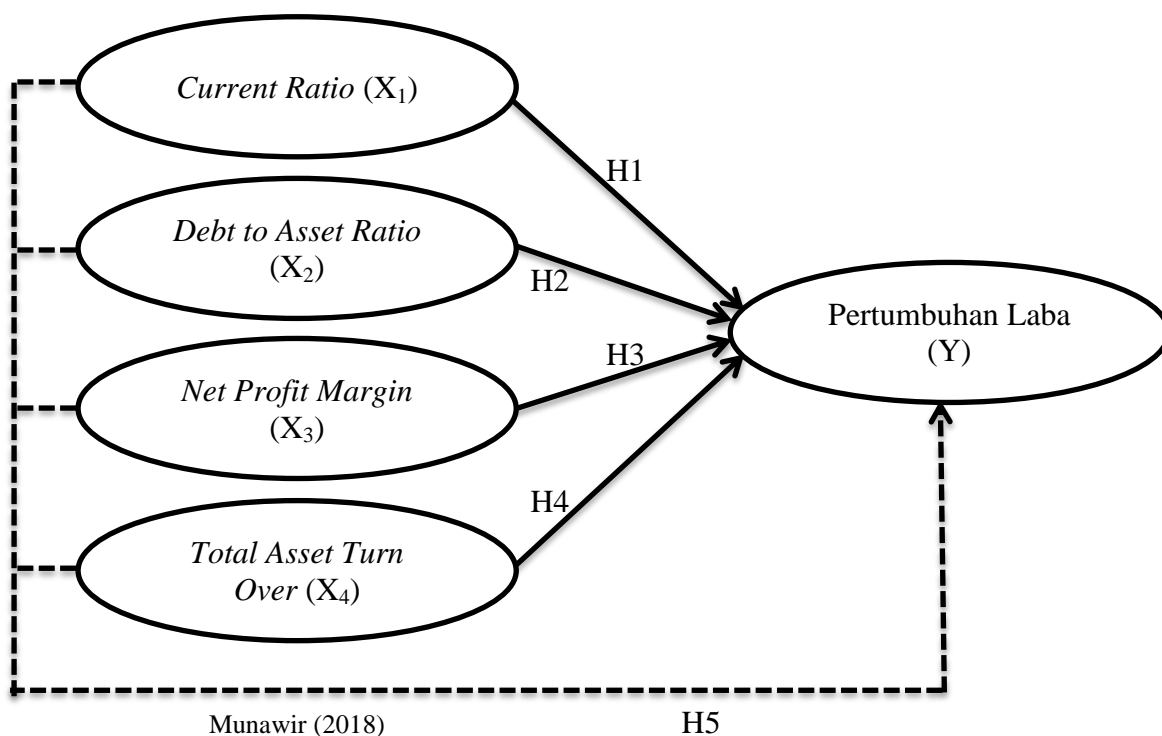 Current Ratio (X₁)
H1
Debt to Asset Ratio
(X₂)
H2
Pertumbuhan Laba
(Y)
H3
Net Profit Margin
(X₃)
H4
Total Asset Turn
Over (X₄)
Munawir (2018)
H5